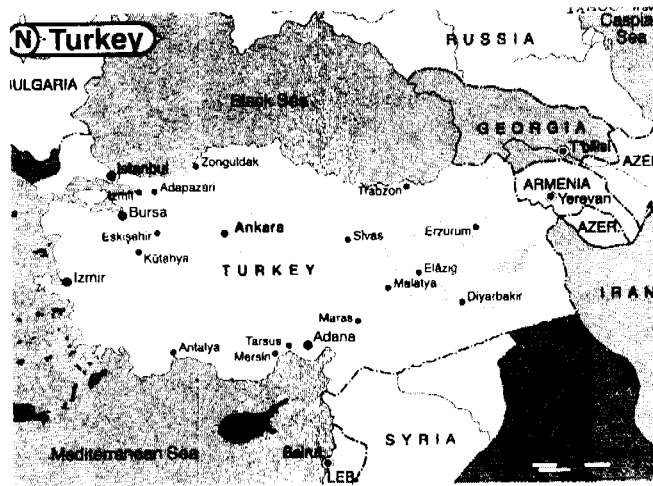 N Turkey
Caspian
Sea
RUSSIA
BULGARIA
Black Sea
GEORGIA
T'bilisi
AZER
Istanbul
Zonguldak
Izmit
Adapazari
Trabzon
ARMENIA
Yerevan
Bursa
Ankara
Sivas
Erzurum
AZER.
Eskişehir
Kütahya
TURKEY
Elâzig
Izmir
Malatya
Diyarbakir
IRAN
Maras
Antalya
Tarsus
Adana
Mersin
SYRIA
Mediterranean Sea
Beirut
LEB.